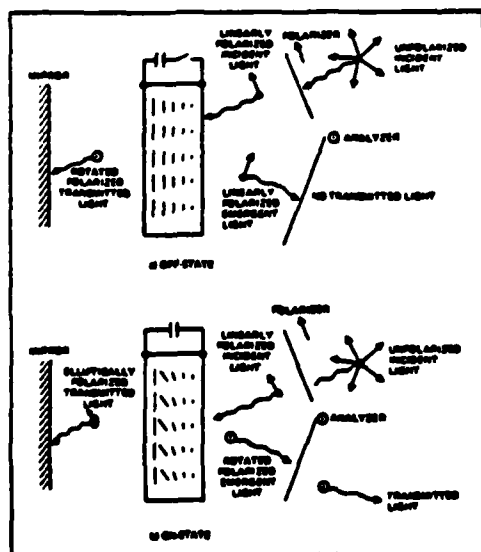 LINEARLY
POLARIZED
INCIDENT
LIGHT
POLARIZER
UNPOLARIZED
INCIDENT
LIGHT
MIRROR
ROTATED
POLARIZED
TRANSMITTED
LIGHT
ANALYZER
LINEARLY
POLARIZED
EMERGENT
LIGHT
NO TRANSMITTED LIGHT
a) OFF-STATE
POLARIZER
LINEARLY
POLARIZED
INCIDENT
LIGHT
UNPOLARIZED
INCIDENT
LIGHT
MIRROR
ELLIPTICALLY
POLARIZED
TRANSMITTED
LIGHT
ANALYZER
ROTATED
POLARIZED
EMERGENT
LIGHT
TRANSMITTED
LIGHT
b) ON-STATE